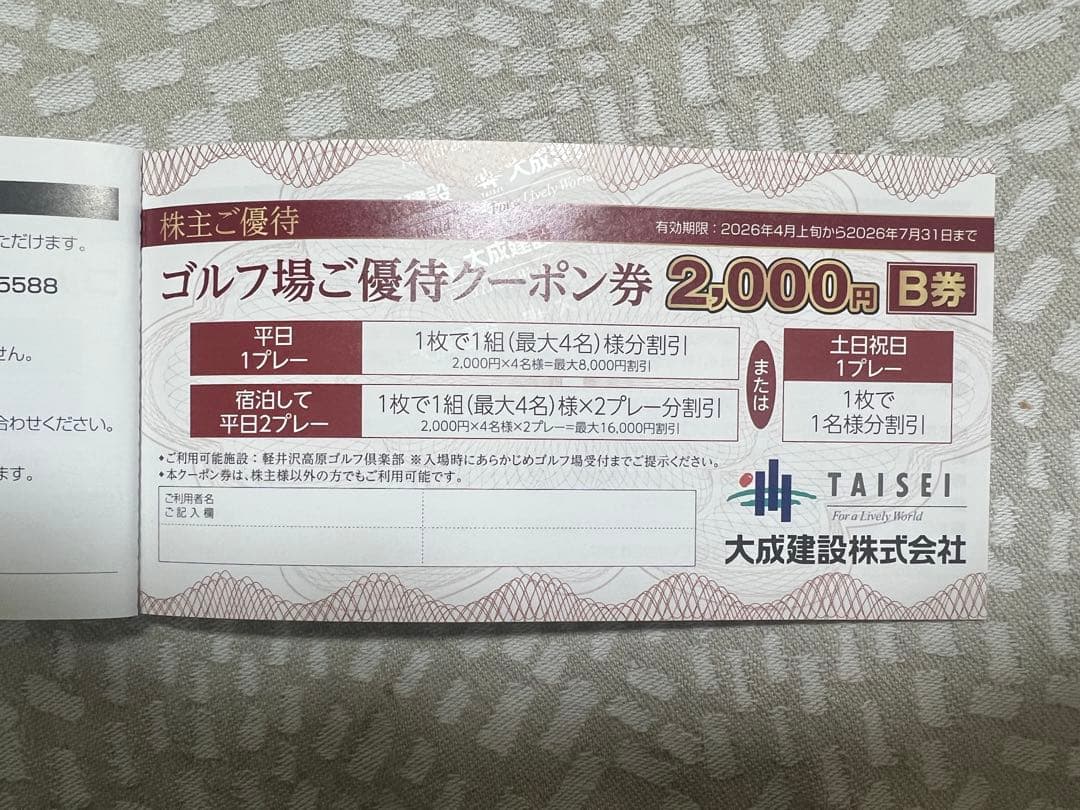 ただけます。
5588
せん。
合わせください。
ます。
大成建設
For a Lively World
株主ご優待
有効期限：2026年4月上旬から2026年7月31日まで
ゴルフ場ご優待クーポン券 2,000円 B券
平日
1プレー
1枚で1組（最大4名）様分割引
2,000円×4名様=最大8,000円割引
宿泊して
平日2プレー
1枚で1組（最大4名）様×2プレー分割引
2,000円×4名様×2プレー=最大16,000円割引
または
土日祝日
1プレー
1枚で
1名様分割引
◆ご利用可能施設：軽井沢高原ゴルフ倶楽部 ※入場時にあらかじめゴルフ場受付までご提示ください。
◆本クーポン券は、株主様以外の方でもご利用可能です。
ご利用者名
ご記入欄
TAISEI
For a Lively World
大成建設株式会社